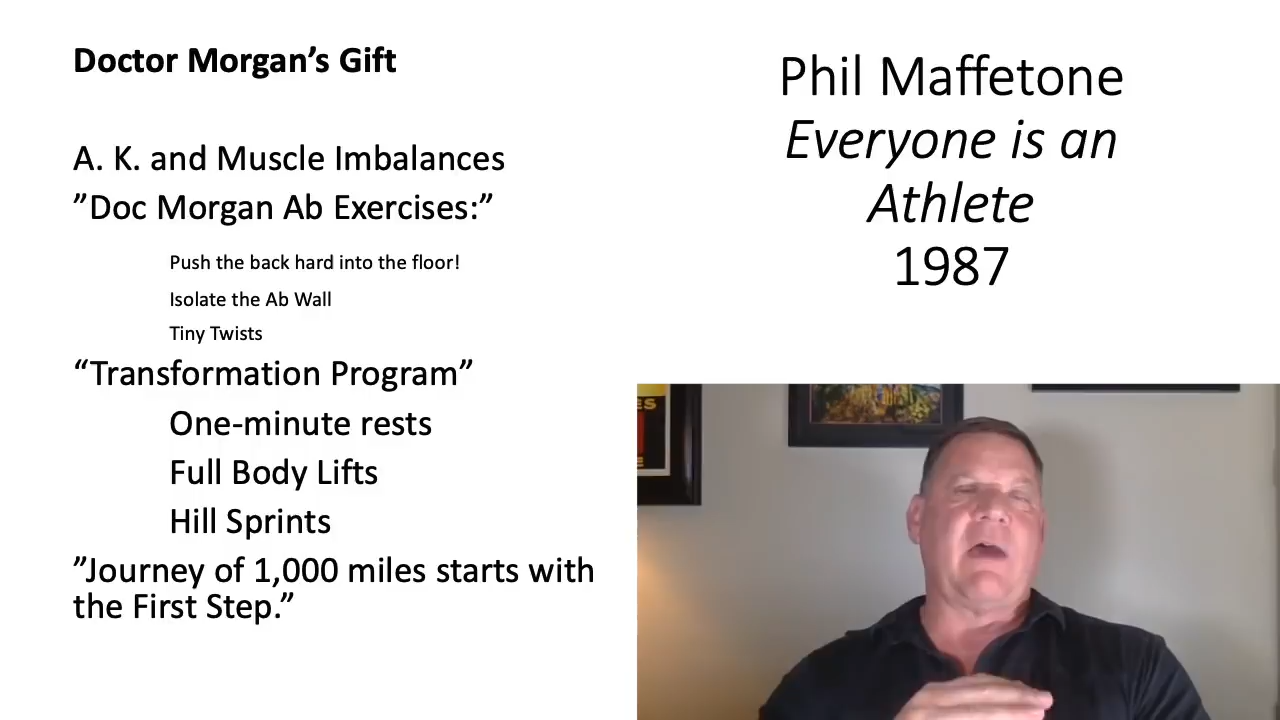 Doctor Morgan’s Gift
A. K. and Muscle Imbalances
”Doc Morgan Ab Exercises:”
Push the back hard into the floor!
Isolate the Ab Wall
Tiny Twists
“Transformation Program”
One-minute rests
Full Body Lifts
Hill Sprints
”Journey of 1,000 miles starts with
the First Step.”
Phil Maffetone
Everyone is an
Athlete
1987
ES
E